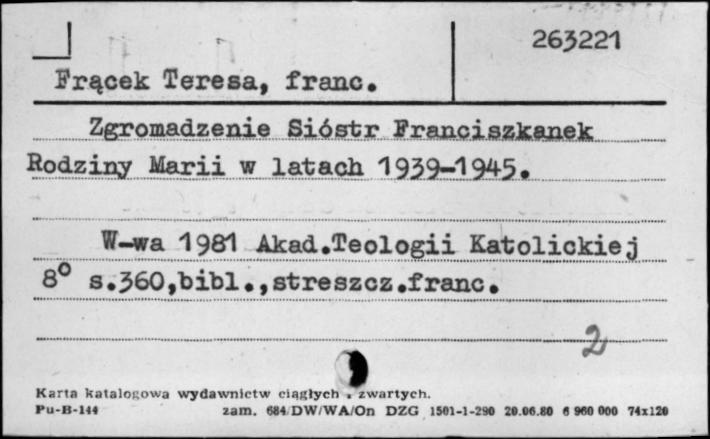 263221
Frącek Teresa, franc.
Zgromadzenie Sióstr Franciszkanek
Rodziny Marii w latach 1939-1945.
W-wa 1981 Akad.Teologii Katolickiej
8° s.360,bibl.,streszcz.franc.
2
Karta katalogowa wydawnictw ciągłych i zwartych.
Pu-B-144 zam. 684/DW/WA/On DZG 1501-1-290 20.06.80 6 960 000 74x120